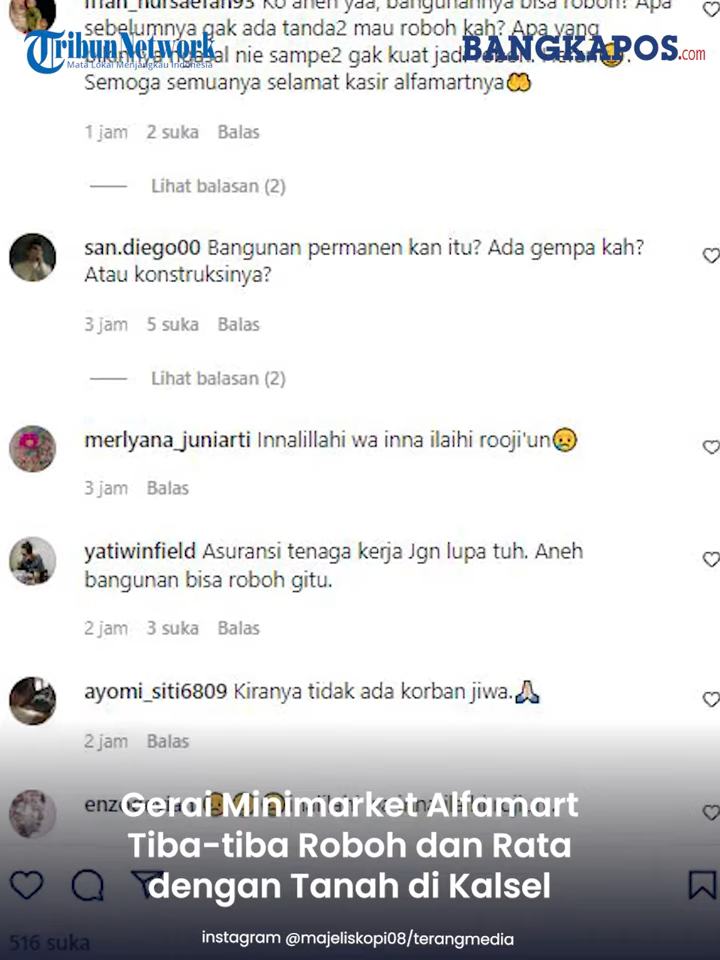 irfan_nursaefah93 Ko aneh yaa, bangunannya bisa roboh? Apa
sebelumnya gak ada tanda2 mau roboh kah? Apa yang
Tribun Network
Mata Lokal Menjangkau Indonesia
BANGKAPOS.com
nie sampe2 gak kuat
Semoga semuanya selamat kasir alfamartnya🤲
1 jam 2 suka Balas
Lihat balasan (2)
san.diego00 Bangunan permanen kan itu? Ada gempa kah?
Atau konstruksinya?
3 jam 5 suka Balas
Lihat balasan (2)
merlyana_juniarti Innalillahi wa inna ilaihi rooji'un😥
3 jam Balas
yatiwinfield Asuransi tenaga kerja Jgn lupa tuh. Aneh
bangunan bisa roboh gitu.
2 jam 3 suka Balas
ayomi_siti6809 Kiranya tidak ada korban jiwa.🙏
2 jam Balas
Gerai Minimarket Alfamart
Tiba-tiba Roboh dan Rata
dengan Tanah di Kalsel
instagram @majeliskopi08/terangmedia
516 suka